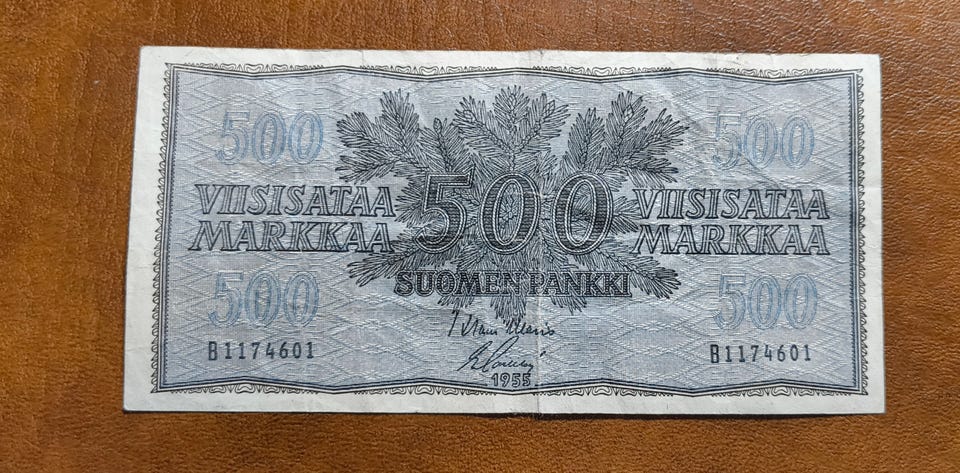 500 500
VIISISATAA 500 VIISISATAA
MARKKAA MARKKAA
SUOMEN PANKKI
500 500
B1174601 B1174601
1955